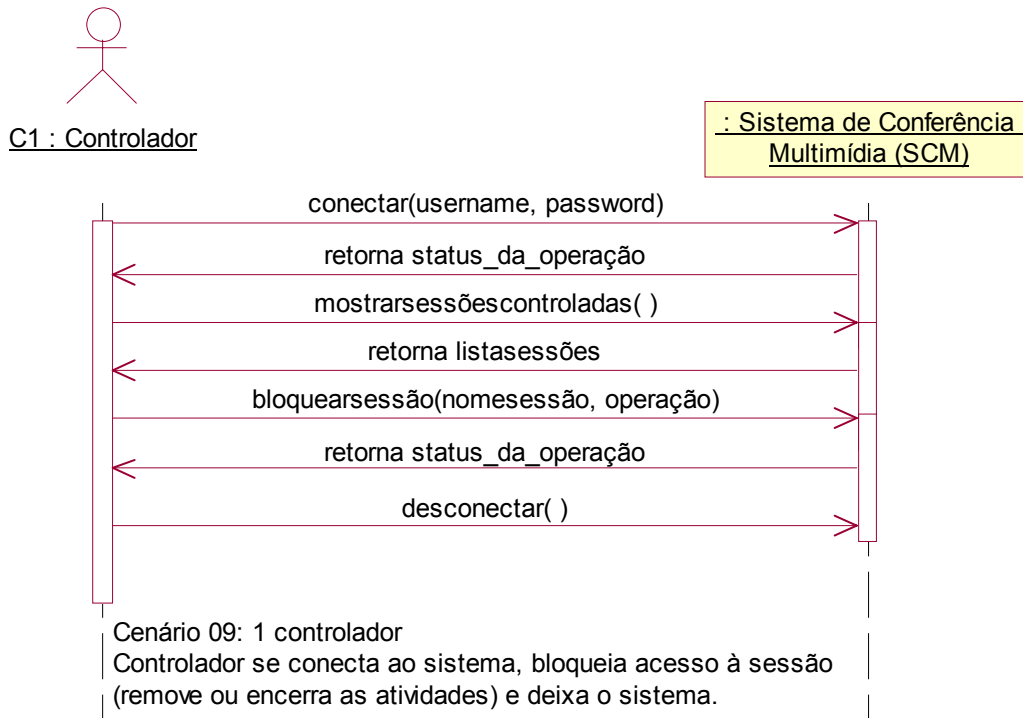 C1 : Controlador
: Sistema de Conferência
Multimídia (SCM)
conectar(username, password)
retorna status_da_operação
mostrarsessõescontroladas( )
retorna listasessões
bloquearsessão(nomesessão, operação)
retorna status_da_operação
desconectar( )
Cenário 09: 1 controlador
Controlador se conecta ao sistema, bloqueia acesso à sessão
(remove ou encerra as atividades) e deixa o sistema.